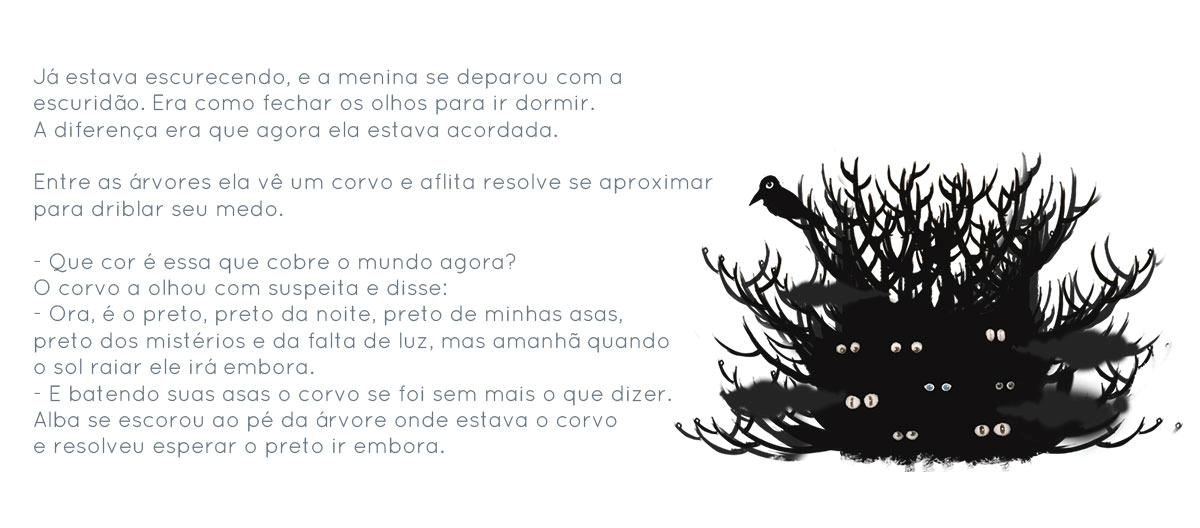 Já estava escurecendo, e a menina se deparou com a
escuridão. Era como fechar os olhos para ir dormir.
A diferença era que agora ela estava acordada.
Entre as árvores ela vê um corvo e aflita resolve se aproximar
para driblar seu medo.
- Que cor é essa que cobre o mundo agora?
O corvo a olhou com suspeita e disse:
- Ora, é o preto, preto da noite, preto de minhas asas,
preto dos mistérios e da falta de luz, mas amanhã quando
o sol raiar ele irá embora.
- E batendo suas asas o corvo se foi sem mais o que dizer.
Alba se escorou ao pé da árvore onde estava o corvo
e resolveu esperar o preto ir embora.